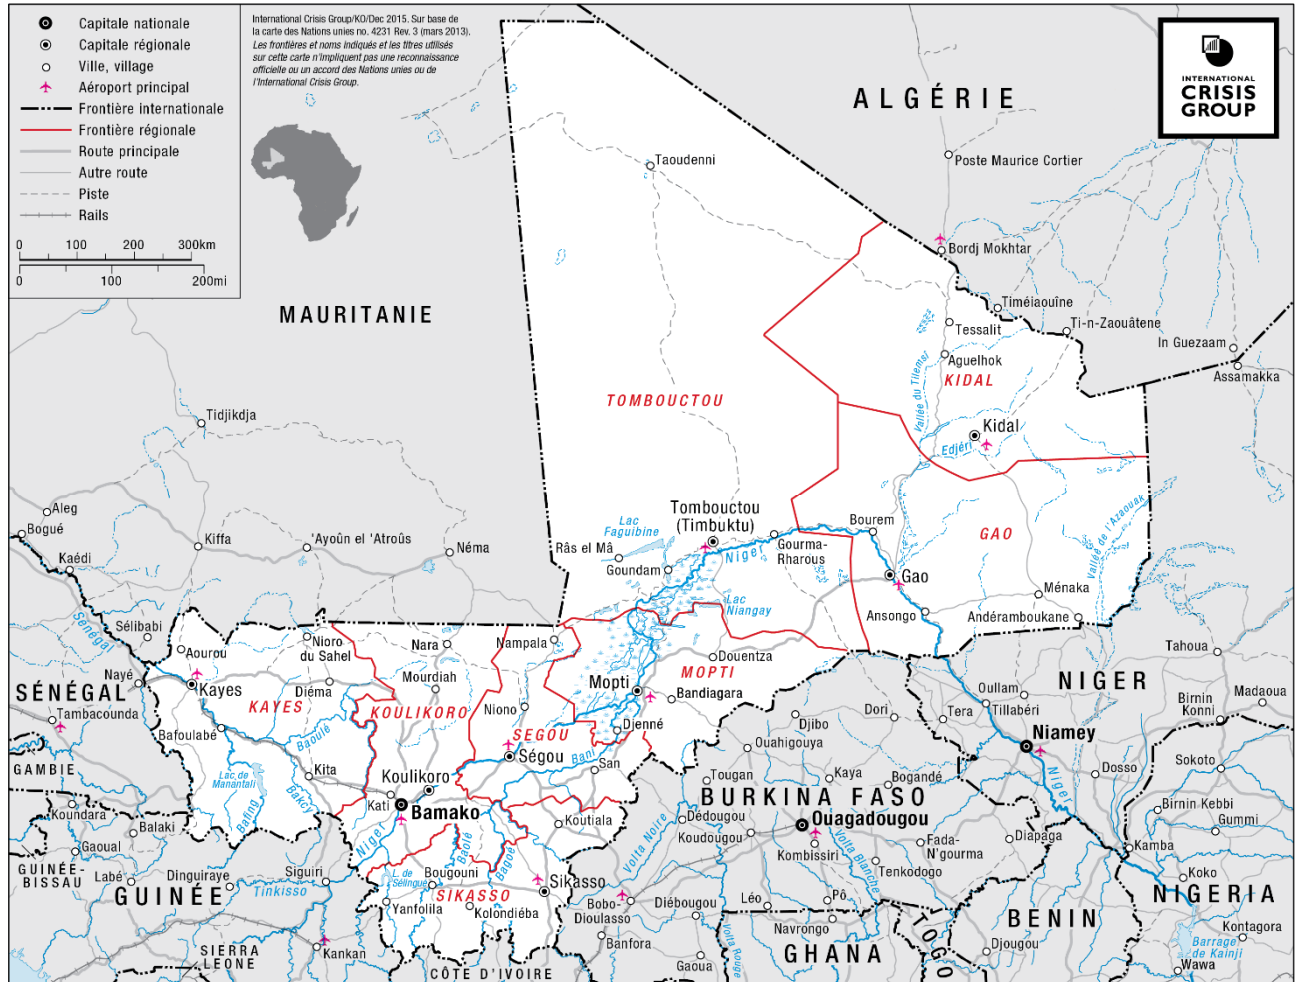 Capitale nationale
Capitale régionale
Ville, village
Aéroport principal
Frontière internationale
Frontière régionale
Route principale
Autre route
Piste
Rails
0 100 200 300km
0 100 200mi
International Crisis Group/KO/Dec 2015. Sur base de
la carte des Nations unies no. 4231 Rev. 3 (mars 2013).
Les frontières et noms indiqués et les titres utilisés
sur cette carte n'impliquent pas une reconnaissance
officielle ou un accord des Nations unies ou de
l'International Crisis Group.
INTERNATIONAL
CRISIS
GROUP
ALGÉRIE
Taoudenni
Poste Maurice Cortier
Bordj Mokhtar
MAURITANIE
Timéiaouîne
Tessalit
Ti-n-Zaouâtene
In Guezaam
Aguelhok
Assamakka
KIDAL
Vallée du Tilemsi
TOMBOUCTOU
Tidjikdja
Kidal
Edjéri
Aleg
Bogué
Kiffa
'Ayoûn el 'Atroûs
Néma
Kaédi
Tombouctou
(Timbuktu)
Lac
Faguibine
Râs el Mâ
Goundam
Niger
Gourma-
Rharous
Bourem
GAO
Vallée de l'Azaouak
Gao
Lac
Niangay
Ménaka
Ansongo
Andéramboukane
Sénégal
Sélibabi
Aourou
Nioro
du Sahel
Nara
Nampala
Douentza
MOPTI
Tahoua
Nayé
Kayes
Diéma
Mourdiah
Mopti
Bandiagara
NIGER
SÉNÉGAL
Tambacounda
KAYES
KOULIKORO
Niono
Oullam
Tillabéri
Birnin
Konni
Madaoua
Bafoulabé
Baoulé
SEGOU
Djenné
Djibo
Dori
Tera
Niamey
Ségou
Bani
Ouahigouya
GAMBIE
Lac de
Manantali
Kita
Koulikoro
San
Tougan
Kaya
Bogandé
Dosso
Sokoto
Bafing
Bakoy
Kati
Bamako
BURKINA FASO
Niger
Koundara
Balaki
Koutiala
Dédougou
Ouagadougou
Birnin Kebbi
Gummi
Niger
Baolé
Bagoé
Volta Noire
Koudougou
Kombissiri
Volta Blanche
Fada-
N'gourma
Diapaga
Kamba
Gaoual
GUINÉE-
BISSAU
Labé
Dinguiraye
Siguiri
L. de
Sélingué
Bougouni
Sikasso
Tenkodogo
Koko
GUINÉE
Tinkisso
SIKASSO
Yanfolila
Kolondiéba
Bobo-
Dioulasso
Diébougou
Léo
Pô
NIGERIA
BENIN
Navrongo
TOGO
SIERRA
LEONE
Kankan
Banfora
Volta Rouge
GHANA
Djougou
Kontagora
Barrage
de Kainji
CÔTE D'IVOIRE
Gaoua
Wawa